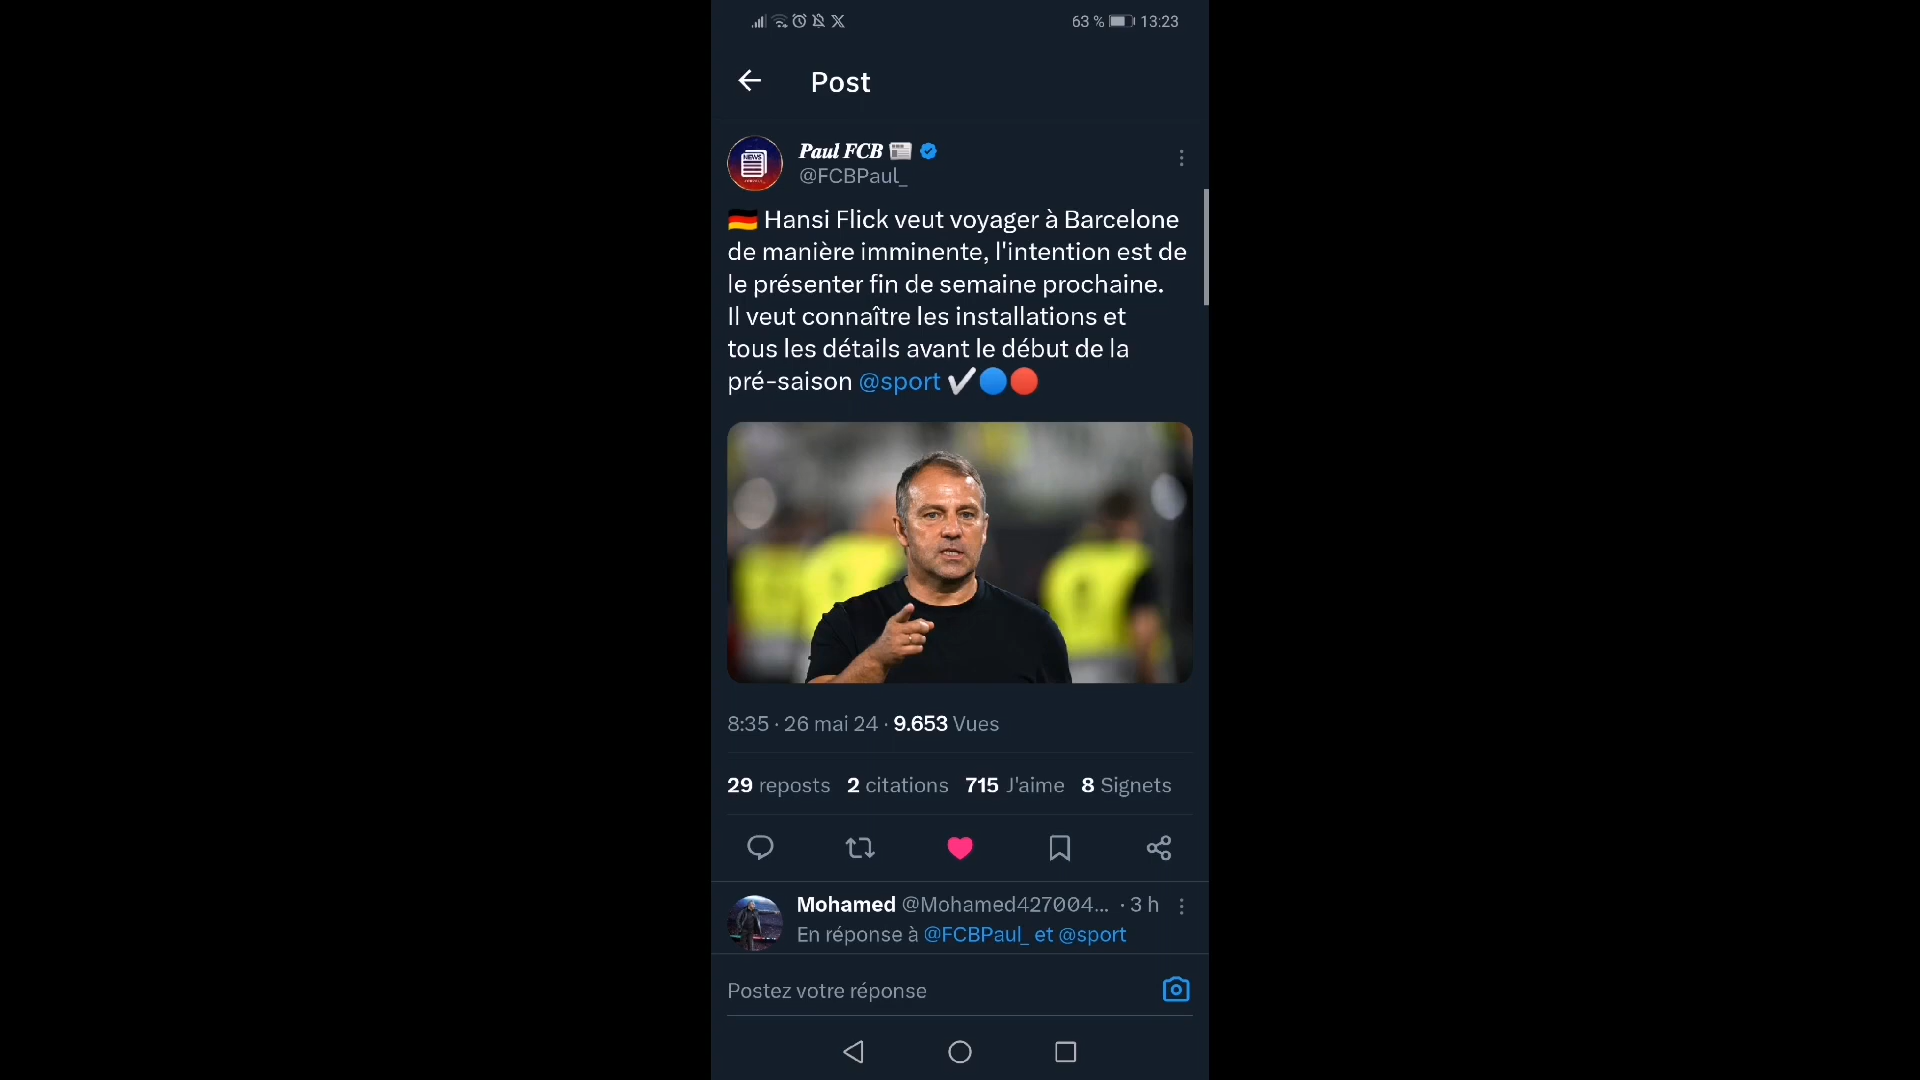 63 % 13:23
Post
Paul FCB
@FCBPaul_
Hansi Flick veut voyager à Barcelone
de manière imminente, l'intention est de
le présenter fin de semaine prochaine.
Il veut connaître les installations et
tous les détails avant le début de la
pré-saison @sport
8:35 · 26 mai 24 · 9.653 Vues
29 reposts 2 citations 715 J'aime 8 Signets
Mohamed @Mohamed427004... · 3 h
En réponse à @FCBPaul_ et @sport
Postez votre réponse